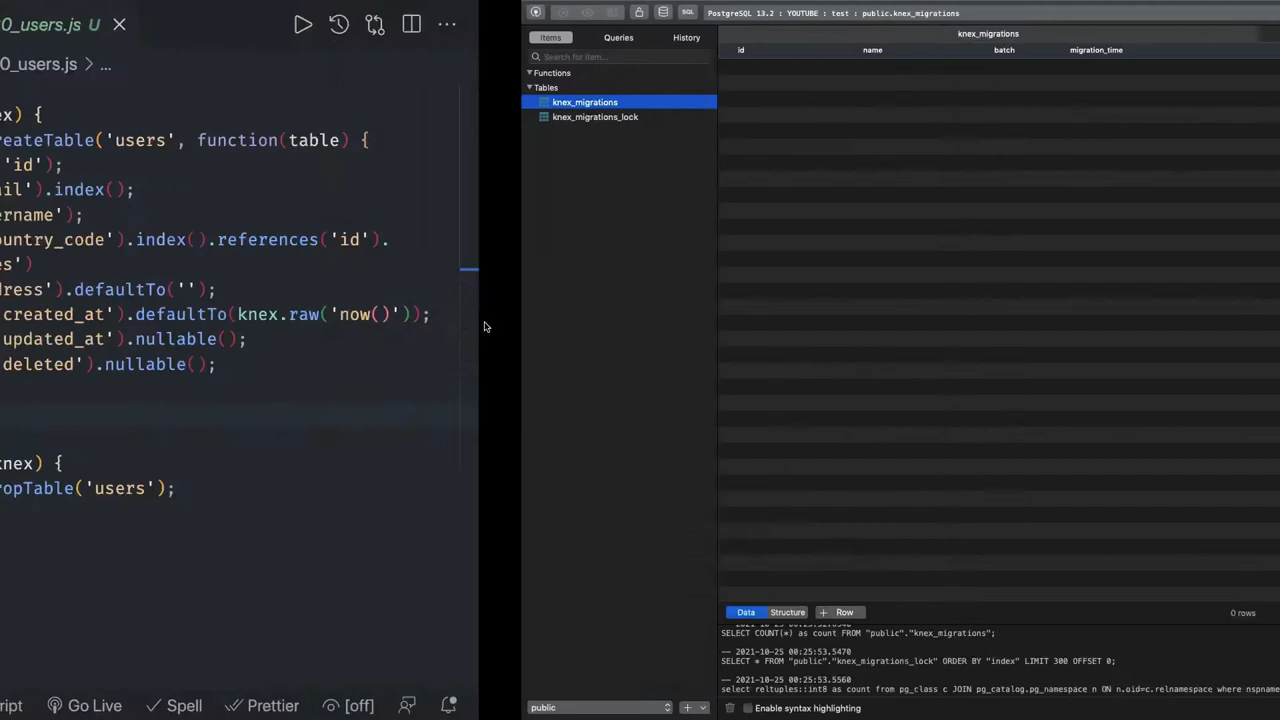 0_users.js U
0_users.js > ...
ex) {
reateTable('users', function(table) {
'id');
ail').index();
ername');
ountry_code').index().references('id').
es')
dress').defaultTo('');
created_at').defaultTo(knex.raw('now()'));
updated_at').nullable();
deleted').nullable();
knex) {
ropTable('users');
ript Go Live Spell Prettier [off]
SQL PostgreSQL 13.2 : YOUTUBE : test : public.knex_migrations
Items Queries History
Search for item...
Functions
Tables
knex_migrations
knex_migrations_lock
knex_migrations
id name batch migration_time
Data Structure + Row 0 rows
SELECT COUNT(*) as count FROM "public"."knex_migrations";
-- 2021-10-25 00:25:53.5470
SELECT * FROM "public"."knex_migrations_lock" ORDER BY "index" LIMIT 300 OFFSET 0;
-- 2021-10-25 00:25:53.5560
select reltuples::int8 as count from pg_class c JOIN pg_catalog.pg_namespace n ON n.oid=c.relnamespace where nspname
public
Enable syntax highlighting